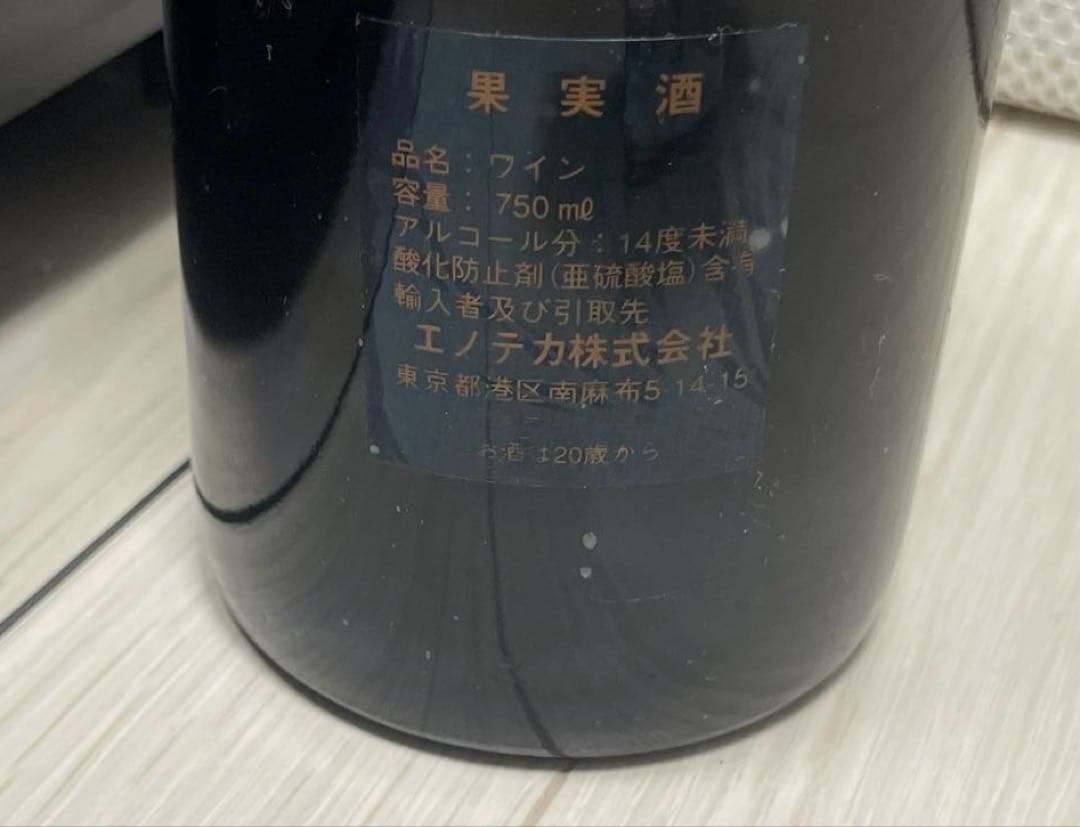 果実酒
品名：ワイン
容量：750㎖
アルコール分：14度未満
酸化防止剤(亜硫酸塩)含有
輸入者及び引取先
エノテカ株式会社
東京都港区南麻布5-14-15
お酒は20歳から